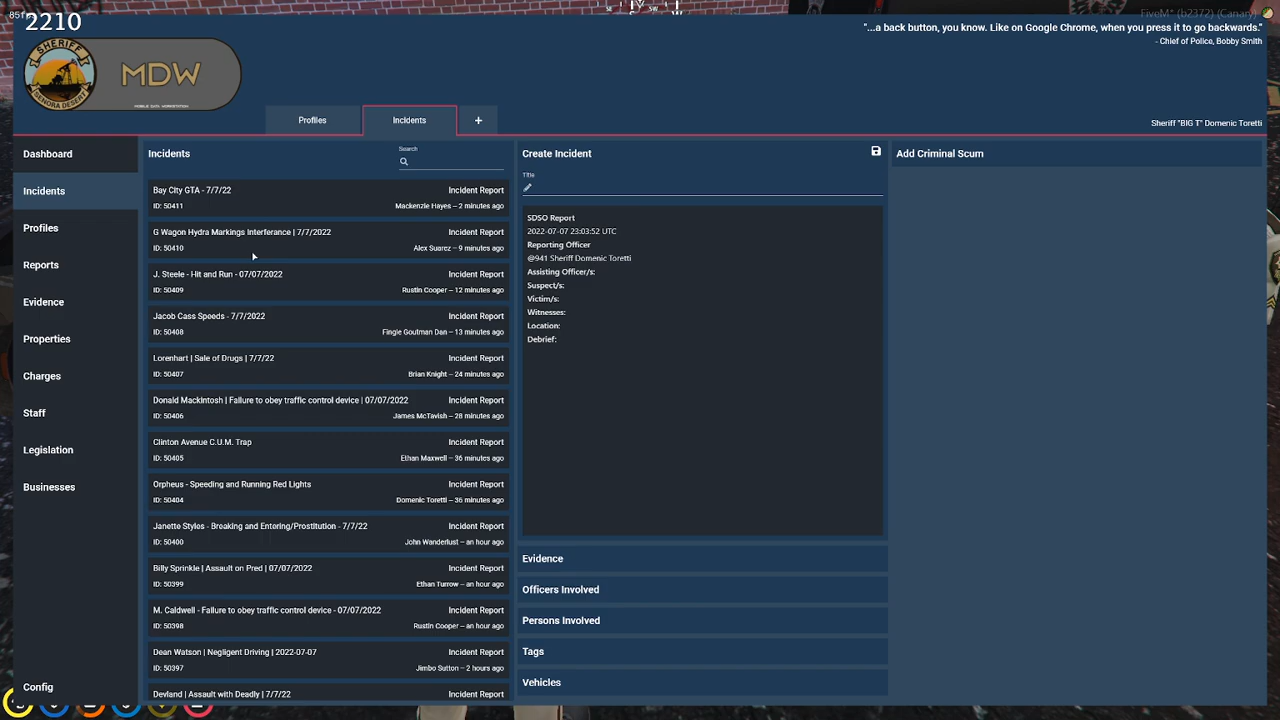 2210
FiveM* (b2372) (Canary)
"...a back button, you know. Like on Google Chrome, when you press it to go backwards."
- Chief of Police, Bobby Smith
SHERIFF
SENORA DESERT
MDW
MOBILE DATA WORKSTATION
Profiles
Incidents
+
Sheriff "BIG T" Domenic Toretti
Dashboard
Incidents
Profiles
Reports
Evidence
Properties
Charges
Staff
Legislation
Businesses
Config
Incidents
Search
Bay City GTA - 7/7/22 Incident Report
ID: 50411 Mackenzie Hayes – 2 minutes ago
G Wagon Hydra Markings Interferance | 7/7/2022 Incident Report
ID: 50410 Alex Suarez – 9 minutes ago
J. Steele - Hit and Run - 07/07/2022 Incident Report
ID: 50409 Rustin Cooper – 12 minutes ago
Jacob Cass Speeds - 7/7/2022 Incident Report
ID: 50408 Fingle Goutman Dan – 13 minutes ago
Lorenhart | Sale of Drugs | 7/7/22 Incident Report
ID: 50407 Brian Knight – 24 minutes ago
Donald MackIntosh | Failure to obey traffic control device | 07/07/2022 Incident Report
ID: 50406 James McTavish – 28 minutes ago
Clinton Avenue C.U.M. Trap Incident Report
ID: 50405 Ethan Maxwell – 36 minutes ago
Orpheus - Speeding and Running Red Lights Incident Report
ID: 50404 Domenic Toretti – 36 minutes ago
Janette Styles - Breaking and Entering/Prostitution - 7/7/22 Incident Report
ID: 50400 John Wanderlust – an hour ago
Billy Sprinkle | Assault on Pred | 07/07/2022 Incident Report
ID: 50399 Ethan Turrow – an hour ago
M. Caldwell - Failure to obey traffic control device - 07/07/2022 Incident Report
ID: 50398 Rustin Cooper – an hour ago
Dean Watson | Negligent Driving | 2022-07-07 Incident Report
ID: 50397 Jimbo Sutton – 2 hours ago
Devland | Assault with Deadly | 7/7/22 Incident Report
Create Incident
Title
SDSO Report
2022-07-07 23:03:52 UTC
Reporting Officer
@941 Sheriff Domenic Toretti
Assisting Officer/s:
Suspect/s:
Victim/s:
Witnesses:
Location:
Debrief:
Evidence
Officers Involved
Persons Involved
Tags
Vehicles
Add Criminal Scum